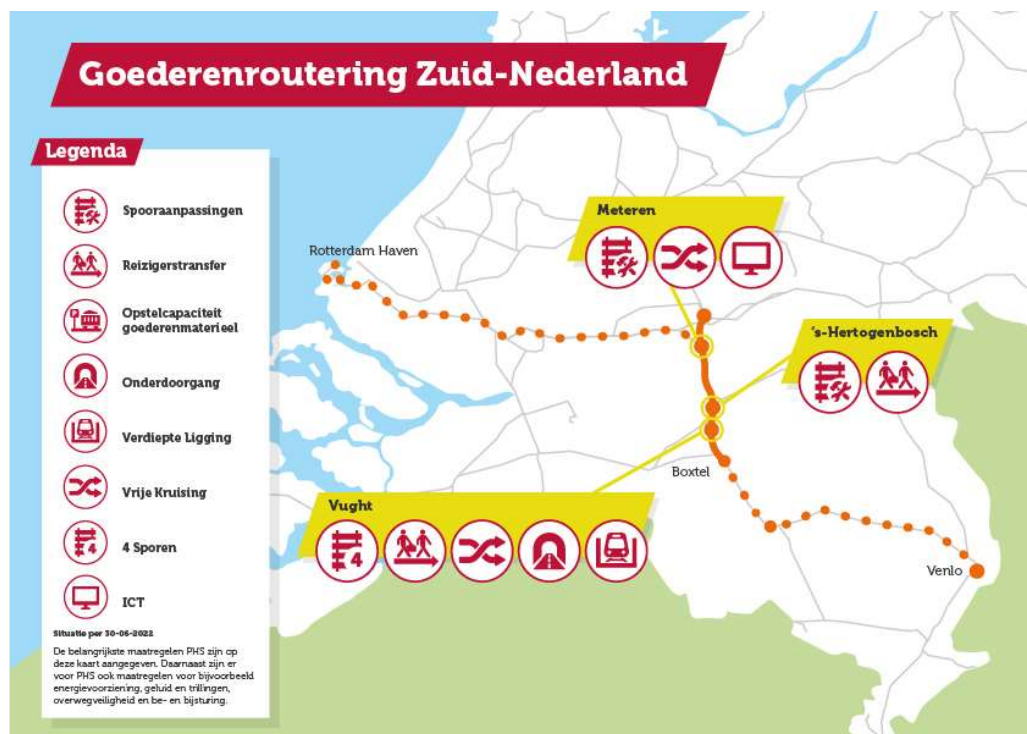 Goederenroutering Zuid-Nederland
Legenda
Spooraanpassingen
Reizigerstransfer
Opstelcapaciteit
goederenmaterieel
Onderdoorgang
Verdiepte Ligging
Vrije Kruising
4
4 Sporen
ICT
Situatie per 30-06-2022
De belangrijkste maatregelen PHS zijn op
deze kaart aangegeven. Daarnaast zijn er
voor PHS ook maatregelen voor bijvoorbeeld
energievoorziening, geluid en trillingen,
overwegveiligheid en be- en bijsturing.
Rotterdam Haven
Meteren
's-Hertogenbosch
Boxtel
Vught
4
Venlo